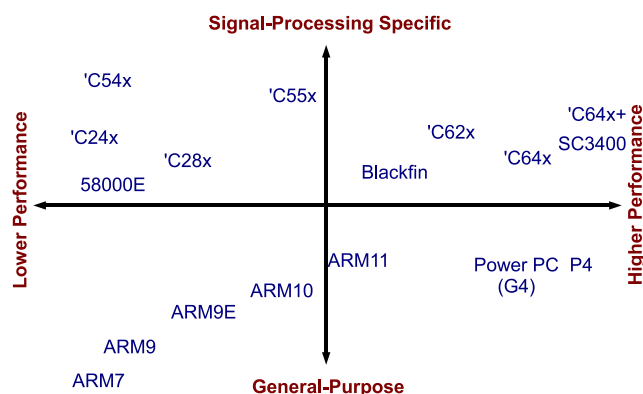 Signal-Processing Specific
'C54x
'C55x
'C64x+
'C24x
'C62x
SC3400
'C28x
'C64x
Blackfin
58000E
Lower Performance
Higher Performance
ARM11
Power PC P4
(G4)
ARM10
ARM9E
ARM9
ARM7
General-Purpose